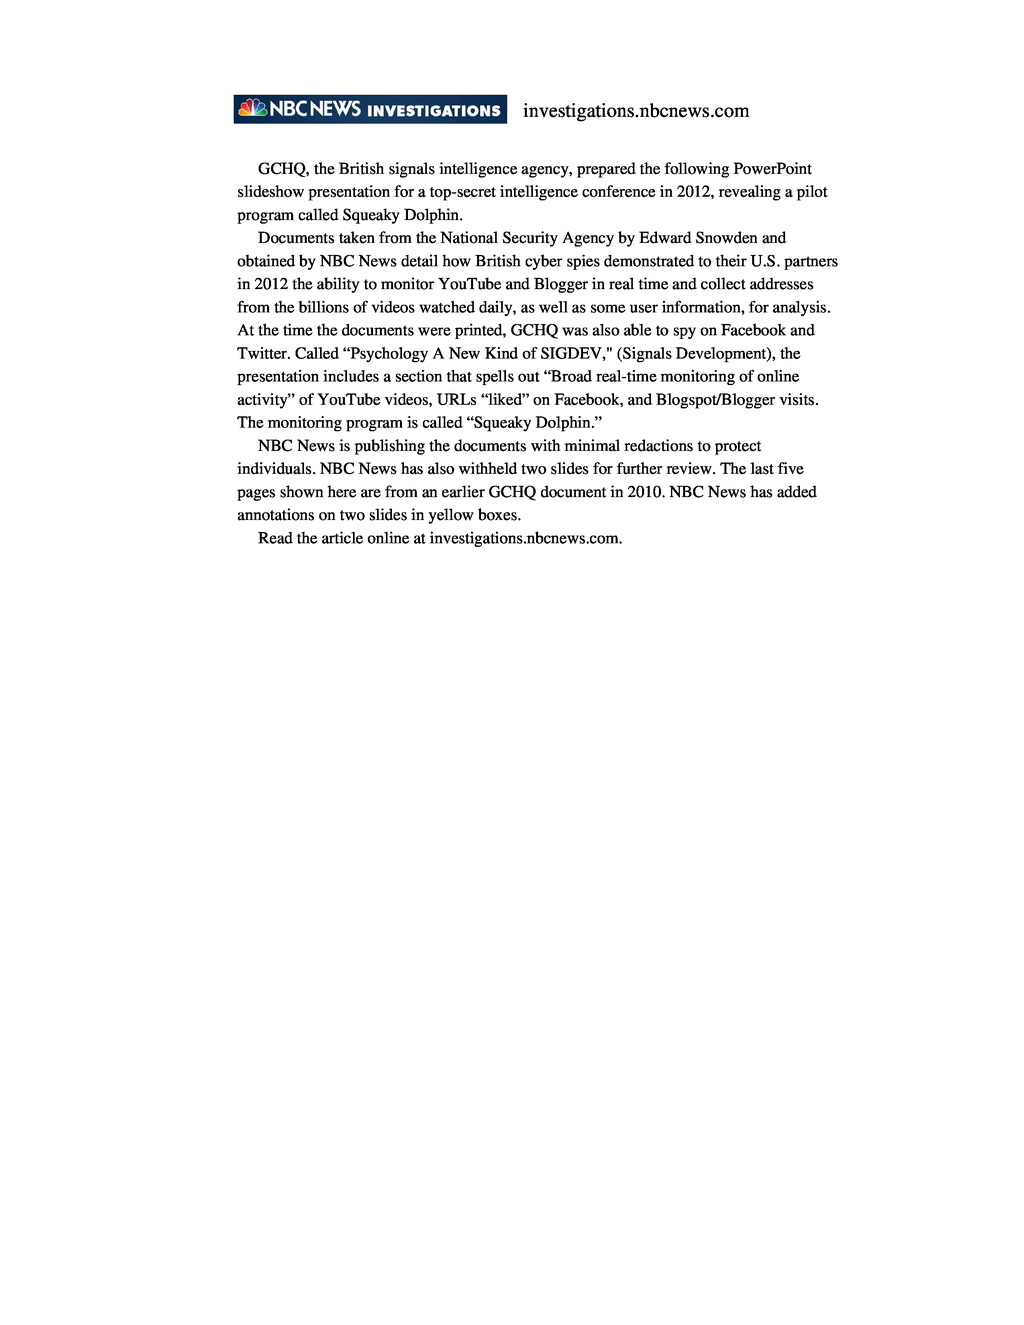 NBC NEWS INVESTIGATIONS investigations.nbcnews.com
GCHQ, the British signals intelligence agency, prepared the following PowerPoint
slideshow presentation for a top-secret intelligence conference in 2012, revealing a pilot
program called Squeaky Dolphin.
Documents taken from the National Security Agency by Edward Snowden and
obtained by NBC News detail how British cyber spies demonstrated to their U.S. partners
in 2012 the ability to monitor YouTube and Blogger in real time and collect addresses
from the billions of videos watched daily, as well as some user information, for analysis.
At the time the documents were printed, GCHQ was also able to spy on Facebook and
Twitter. Called “Psychology A New Kind of SIGDEV," (Signals Development), the
presentation includes a section that spells out “Broad real-time monitoring of online
activity” of YouTube videos, URLs “liked” on Facebook, and Blogspot/Blogger visits.
The monitoring program is called “Squeaky Dolphin.”
NBC News is publishing the documents with minimal redactions to protect
individuals. NBC News has also withheld two slides for further review. The last five
pages shown here are from an earlier GCHQ document in 2010. NBC News has added
annotations on two slides in yellow boxes.
Read the article online at investigations.nbcnews.com.